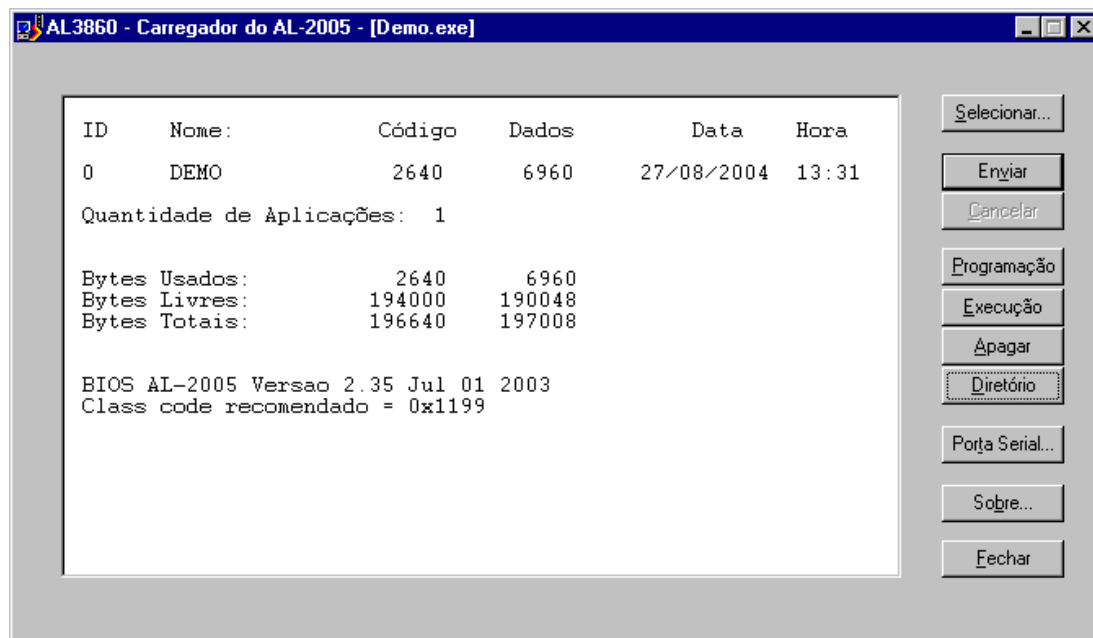 AL3860 - Carregador do AL-2005 - [Demo.exe]
ID Nome: Código Dados Data Hora
0 DEMO 2640 6960 27/08/2004 13:31
Quantidade de Aplicações: 1
Bytes Usados: 2640 6960
Bytes Livres: 194000 190048
Bytes Totais: 196640 197008
BIOS AL-2005 Versao 2.35 Jul 01 2003
Class code recomendado = 0x1199
Selecionar...
Enviar
Cancelar
Programação
Execução
Apagar
Diretório
Porta Serial...
Sobre...
Fechar